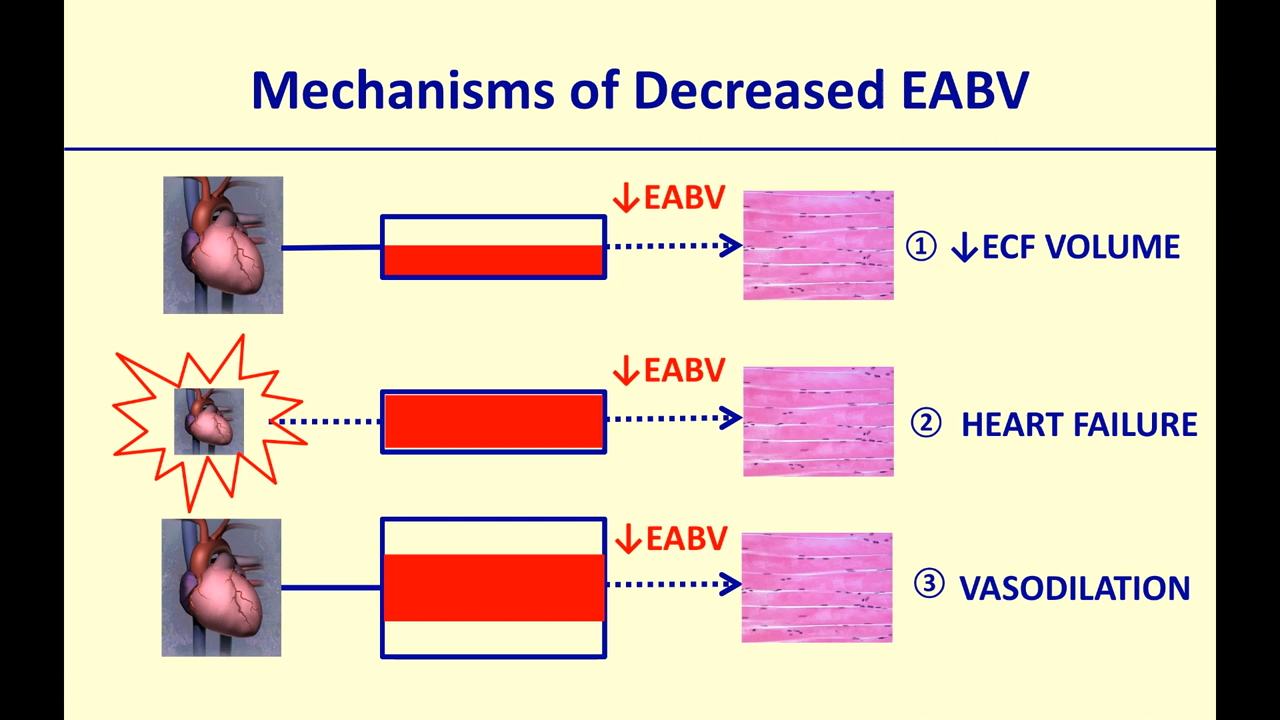 Mechanisms of Decreased EABV
↓EABV
① ↓ECF VOLUME
↓EABV
② HEART FAILURE
↓EABV
③ VASODILATION